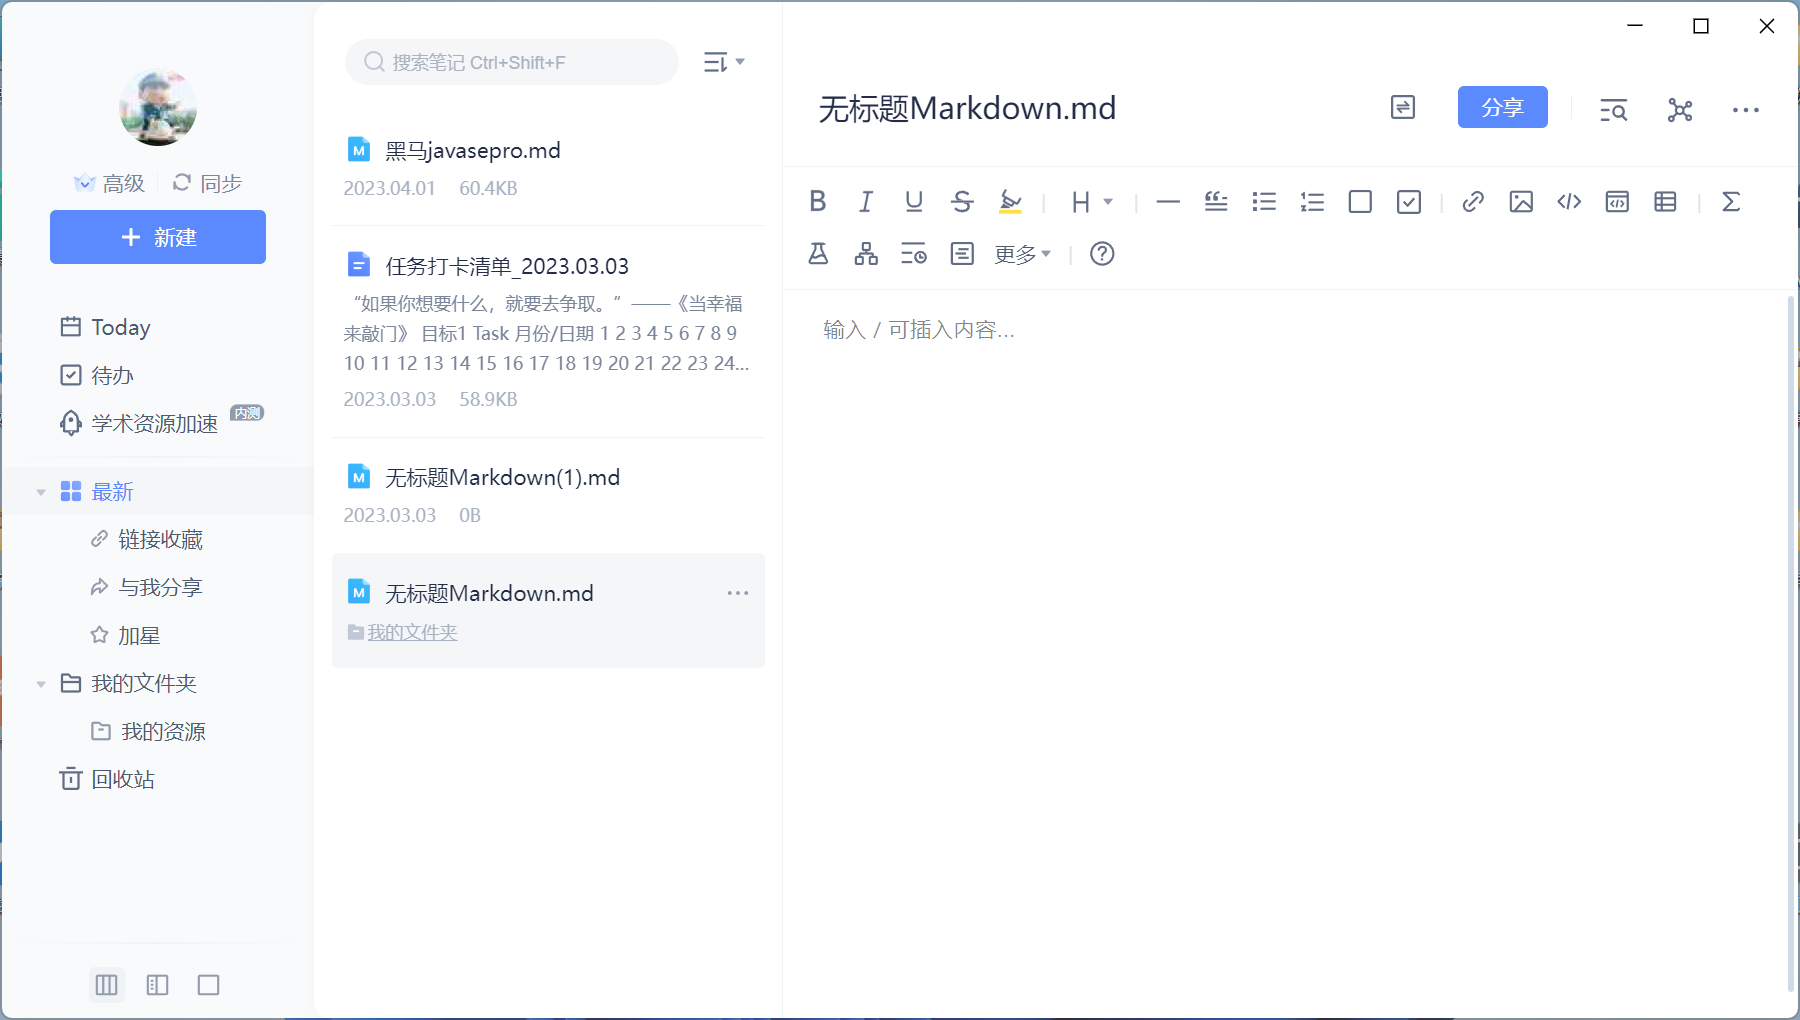 高级 同步
新建
Today
待办
学术资源加速 内测
最新
链接收藏
与我分享
加星
我的文件夹
我的资源
回收站
搜索笔记 Ctrl+Shift+F
黑马javasepro.md
2023.04.01 60.4KB
任务打卡清单_2023.03.03
“如果你想要什么，就要去争取。”——《当幸福
来敲门》 目标1 Task 月份/日期 1 2 3 4 5 6 7 8 9
10 11 12 13 14 15 16 17 18 19 20 21 22 23 24...
2023.03.03 58.9KB
无标题Markdown(1).md
2023.03.03 0B
无标题Markdown.md
我的文件夹
无标题Markdown.md
分享
更多
输入 / 可插入内容...